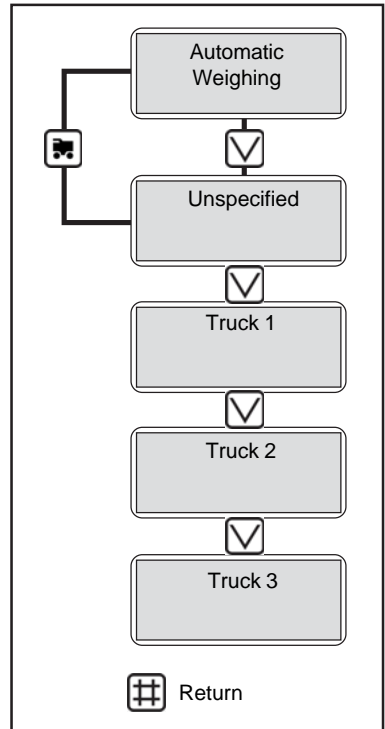 Automatic
Weighing
Unspecified
Truck 1
Truck 2
Truck 3
Return